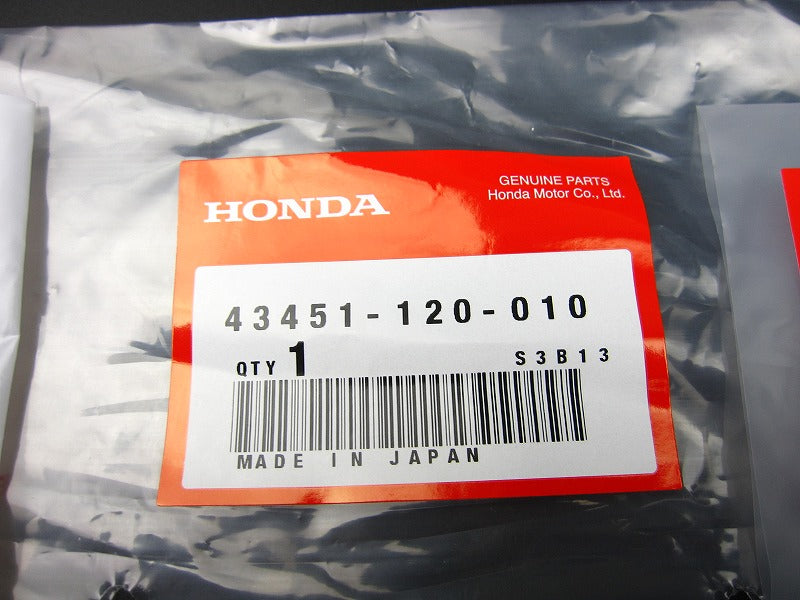 HONDA
GENUINE PARTS
Honda Motor Co., Ltd.
43451-120-010
QTY 1 S3B13
MADE IN JAPAN